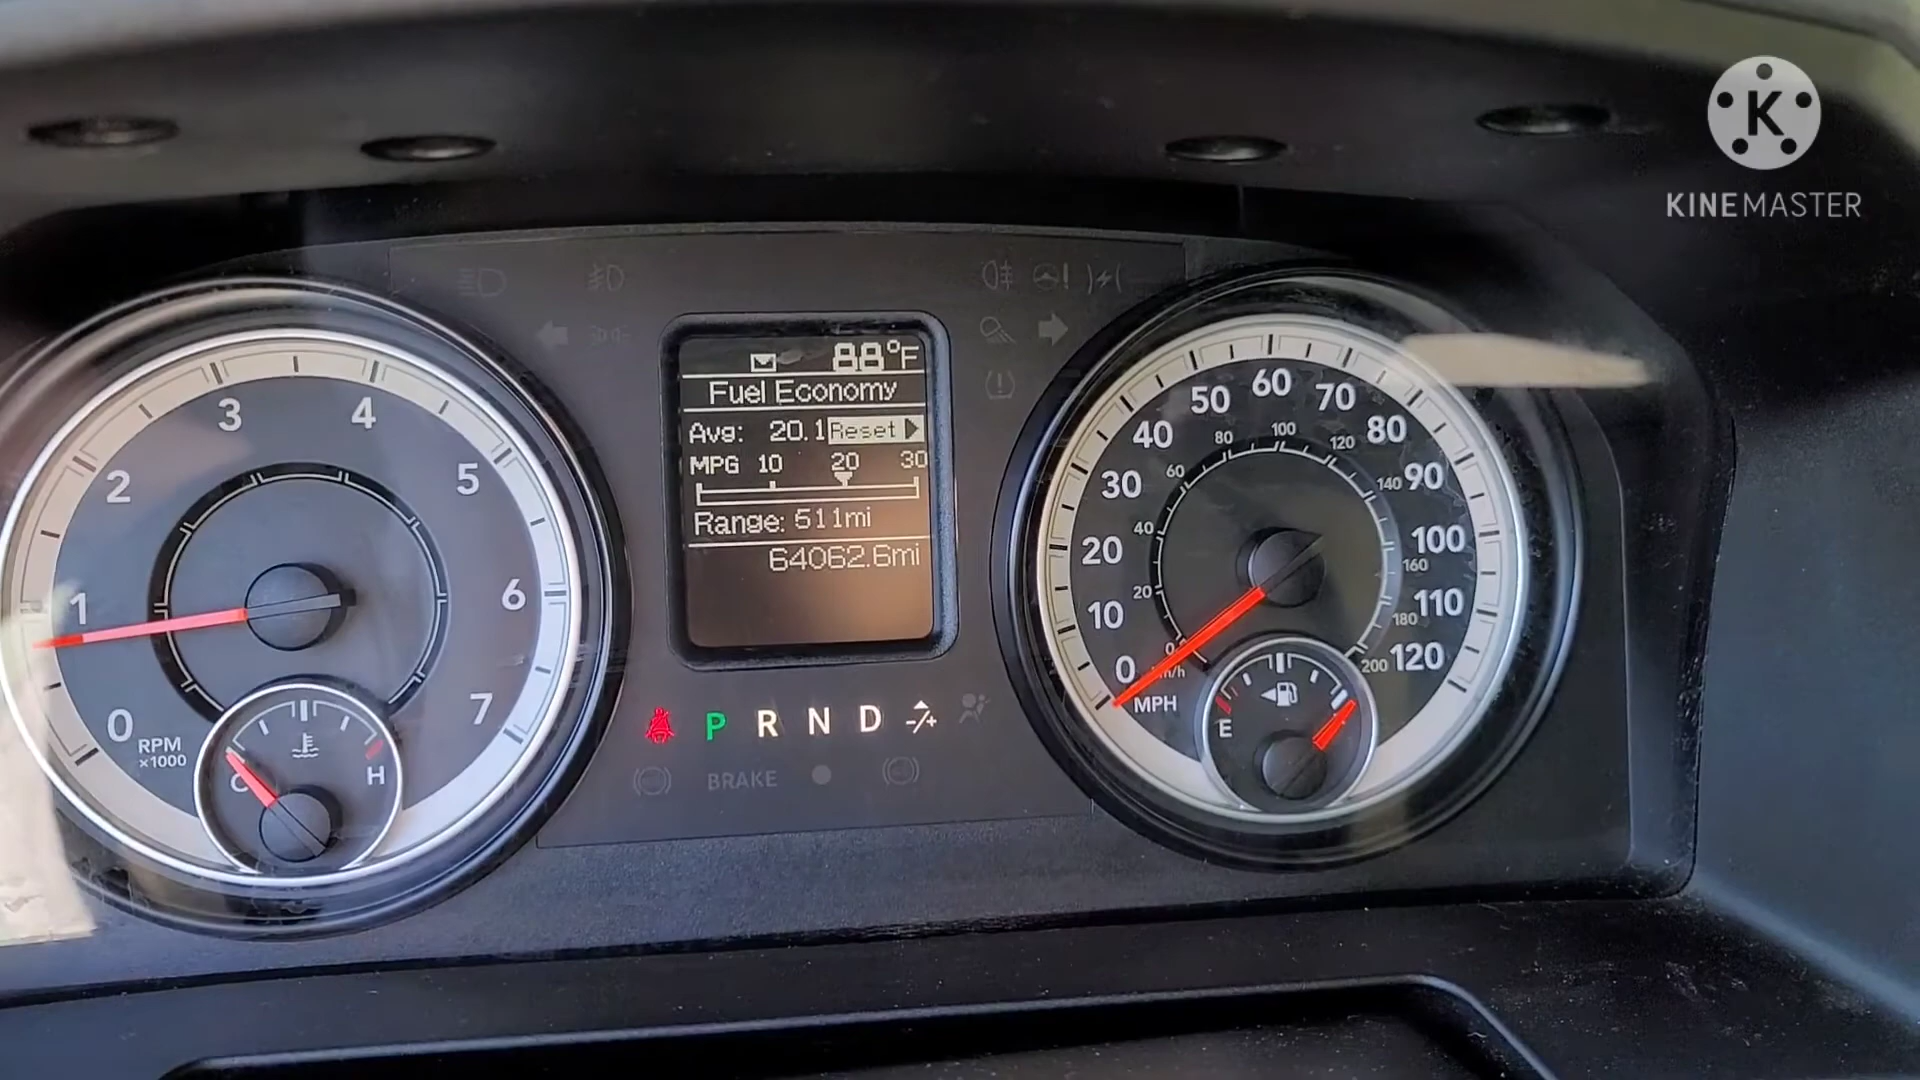 K
KINEMASTER
0
1
2
3
4
5
6
7
RPM
x1000
C
H
88°F
Fuel Economy
Avg: 20.1 Reset
MPG 10 20 30
Range: 511mi
64062.6mi
P R N D -/+
BRAKE
0
10
20
30
40
50
60
70
80
90
100
110
120
MPH
0
20
40
60
80
100
120
140
160
180
200
km/h
E